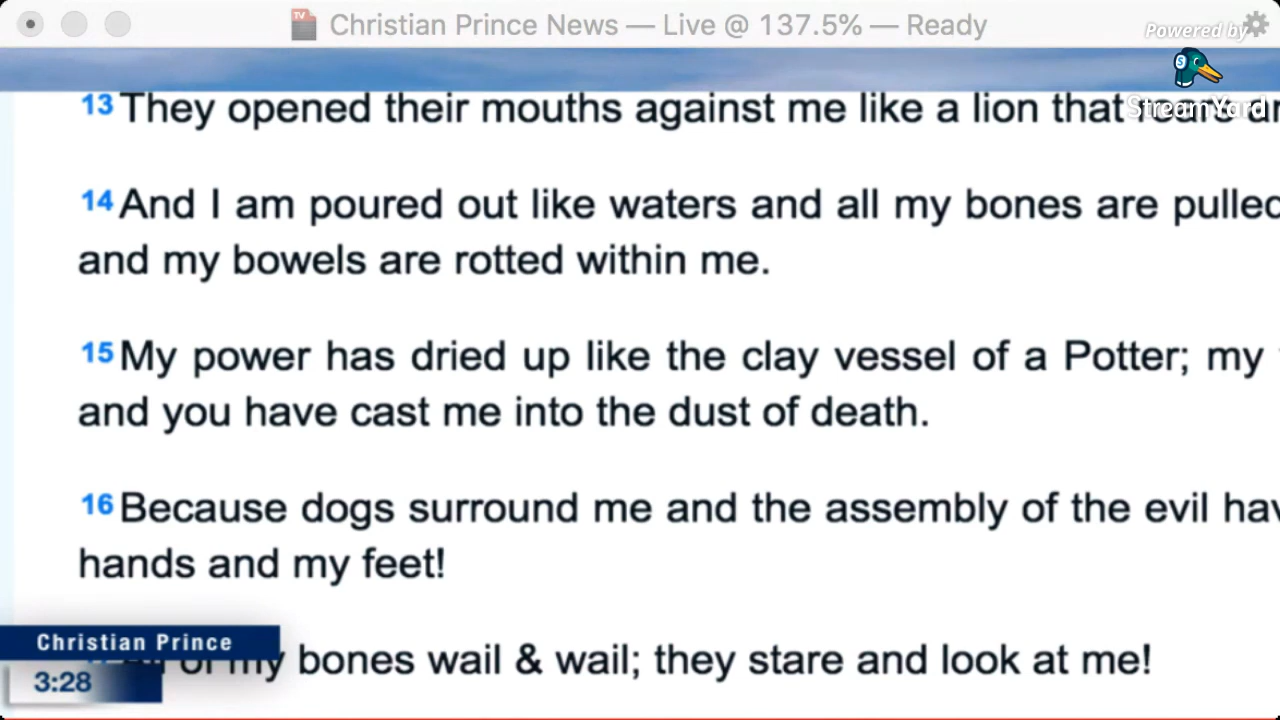 Christian Prince News — Live @ 137.5% — Ready
Powered by
StreamYard
13 They opened their mouths against me like a lion that
14 And I am poured out like waters and all my bones are pulled
and my bowels are rotted within me.
15 My power has dried up like the clay vessel of a Potter; my
and you have cast me into the dust of death.
16 Because dogs surround me and the assembly of the evil
hands and my feet!
of my bones wail & wail; they stare and look at me!
Christian Prince
3:28